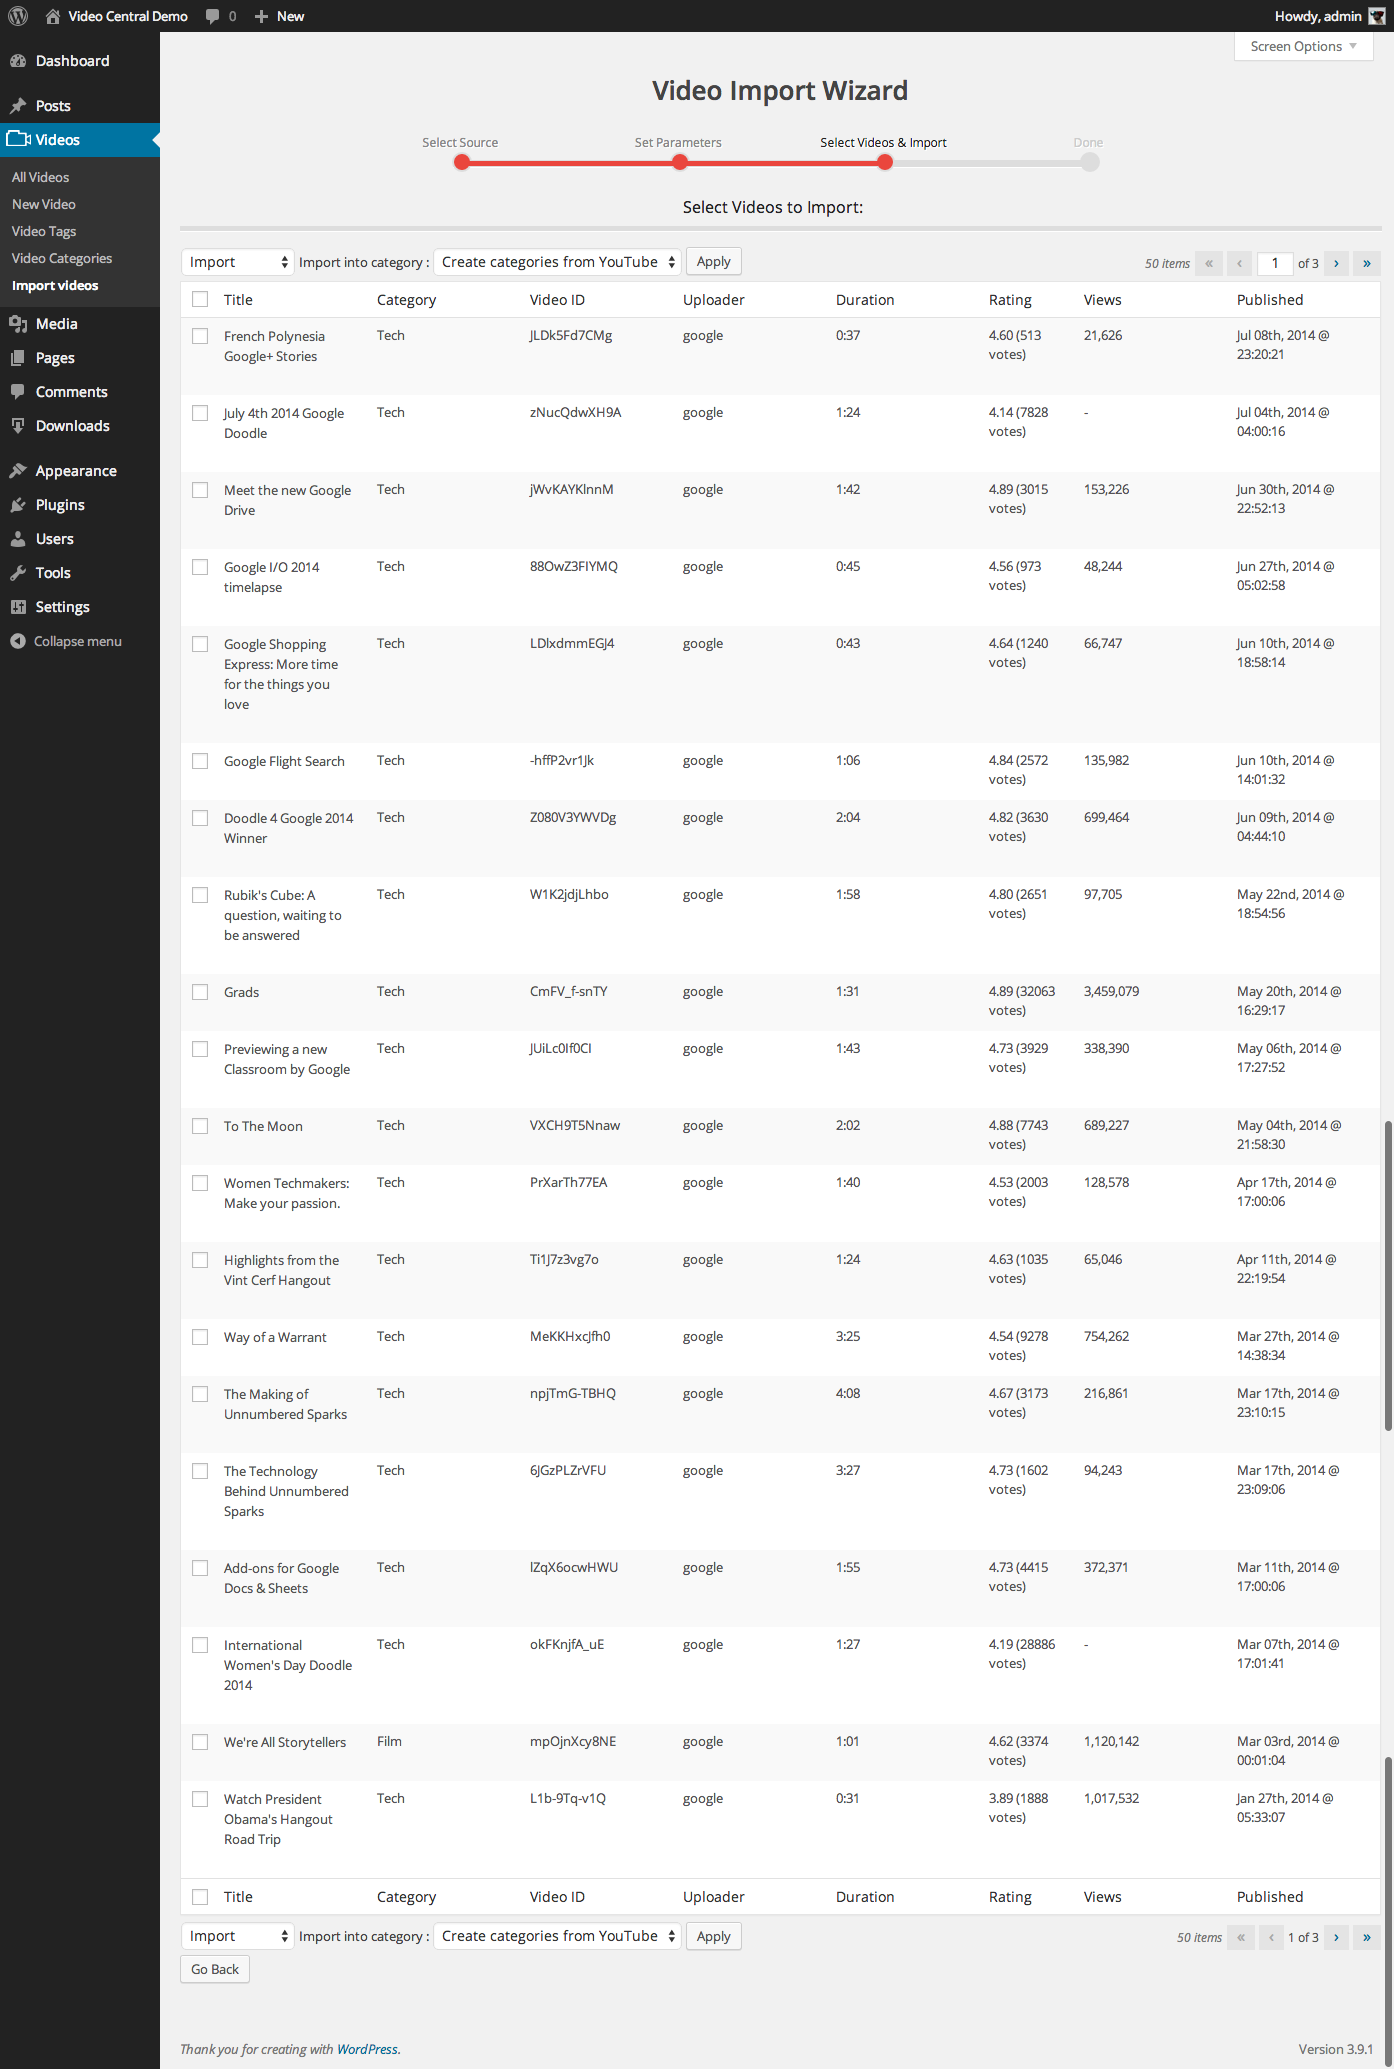 Video Central Demo 0 New Howdy, admin
Screen Options
Dashboard
Posts
Videos
All Videos
New Video
Video Tags
Video Categories
Import videos
Media
Pages
Comments
Downloads
Appearance
Plugins
Users
Tools
Settings
Collapse menu
Video Import Wizard
Select Source Set Parameters Select Videos & Import Done
Select Videos to Import:
Import Import into category : Create categories from YouTube Apply 50 items « ‹ 1 of 3 › »
Title Category Video ID Uploader Duration Rating Views Published
French Polynesia Tech JLDk5Fd7CMg google 0:37 4.60 (513 21,626 Jul 08th, 2014 @
Google+ Stories votes) 23:20:21
July 4th 2014 Google Tech zNucQdwXH9A google 1:24 4.14 (7828 - Jul 04th, 2014 @
Doodle votes) 04:00:16
Meet the new Google Tech jWvKAYKlnnM google 1:42 4.89 (3015 153,226 Jun 30th, 2014 @
Drive votes) 22:52:13
Google I/O 2014 Tech 88OwZ3FIYMQ google 0:45 4.56 (973 48,244 Jun 27th, 2014 @
timelapse votes) 05:02:58
Google Shopping Tech LDlxdmmEGJ4 google 0:43 4.64 (1240 66,747 Jun 10th, 2014 @
Express: More time votes) 18:58:14
for the things you
love
Google Flight Search Tech -hffP2vr1Jk google 1:06 4.84 (2572 135,982 Jun 10th, 2014 @
votes) 14:01:32
Doodle 4 Google 2014 Tech Z080V3YWVDg google 2:04 4.82 (3630 699,464 Jun 09th, 2014 @
Winner votes) 04:44:10
Rubik's Cube: A Tech W1K2jdjLhbo google 1:58 4.80 (2651 97,705 May 22nd, 2014 @
question, waiting to votes) 18:54:56
be answered
Grads Tech CmFV_f-snTY google 1:31 4.89 (32063 3,459,079 May 20th, 2014 @
votes) 16:29:17
Previewing a new Tech JUiLc0If0CI google 1:43 4.73 (3929 338,390 May 06th, 2014 @
Classroom by Google votes) 17:27:52
To The Moon Tech VXCH9T5Nnaw google 2:02 4.88 (7743 689,227 May 04th, 2014 @
votes) 21:58:30
Women Techmakers: Tech PrXarTh77EA google 1:40 4.53 (2003 128,578 Apr 17th, 2014 @
Make your passion. votes) 17:00:06
Highlights from the Tech Ti1J7z3vg7o google 1:24 4.63 (1035 65,046 Apr 11th, 2014 @
Vint Cerf Hangout votes) 22:19:54
Way of a Warrant Tech MeKKHxcJfh0 google 3:25 4.54 (9278 754,262 Mar 27th, 2014 @
votes) 14:38:34
The Making of Tech npjTmG-TBHQ google 4:08 4.67 (3173 216,861 Mar 17th, 2014 @
Unnumbered Sparks votes) 23:10:15
The Technology Tech 6JGzPLZrVFU google 3:27 4.73 (1602 94,243 Mar 17th, 2014 @
Behind Unnumbered votes) 23:09:06
Sparks
Add-ons for Google Tech lZqX6ocwHWU google 1:55 4.73 (4415 372,371 Mar 11th, 2014 @
Docs & Sheets votes) 17:00:06
International Tech okFKnjfA_uE google 1:27 4.19 (28886 - Mar 07th, 2014 @
Women's Day Doodle votes) 17:01:41
2014
We're All Storytellers Film mpOjnXcy8NE google 1:01 4.62 (3374 1,120,142 Mar 03rd, 2014 @
votes) 00:01:04
Watch President Tech L1b-9Tq-v1Q google 0:31 3.89 (1888 1,017,532 Jan 27th, 2014 @
Obama's Hangout votes) 05:33:07
Road Trip
Title Category Video ID Uploader Duration Rating Views Published
Import Import into category : Create categories from YouTube Apply 50 items « ‹ 1 of 3 › »
Go Back
Thank you for creating with WordPress. Version 3.9.1